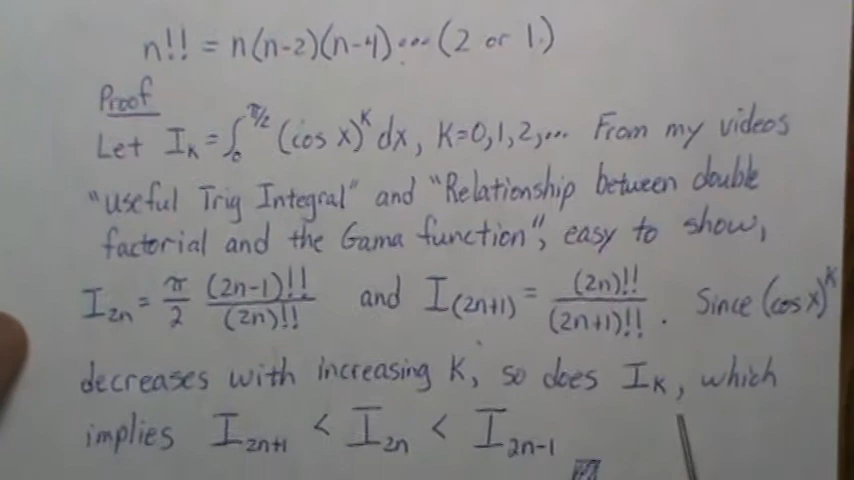 n!! = n(n-2)(n-4)...(2 or 1.)
Proof
Let I_K = ∫_0^{π/2} (cos x)^K dx, K=0,1,2,... From my videos
"useful Trig Integral" and "Relationship between double
factorial and the Gama function", easy to show,
I_{2n} = π/2 (2n-1)!!/(2n)!! and I_{(2n+1)} = (2n)!!/(2n+1)!! . Since (cos x)^K
decreases with increasing K, so does I_K, which
implies I_{2n+1} < I_{2n} < I_{2n-1}